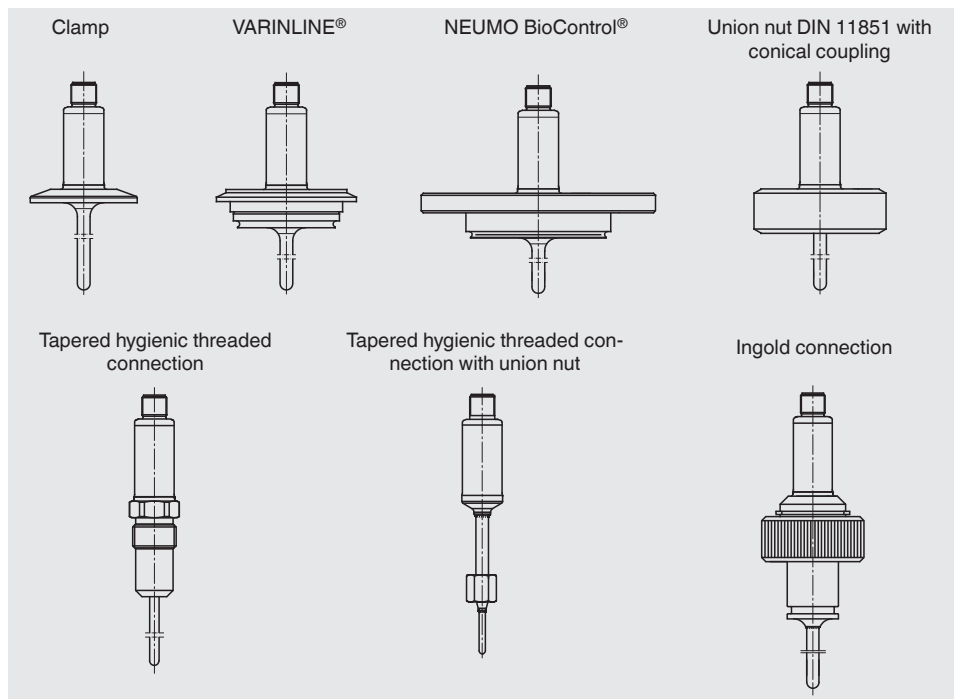 Clamp
VARINLINE®
NEUMO BioControl®
Union nut DIN 11851 with
conical coupling
Tapered hygienic threaded
connection
Tapered hygienic threaded con-
nection with union nut
Ingold connection